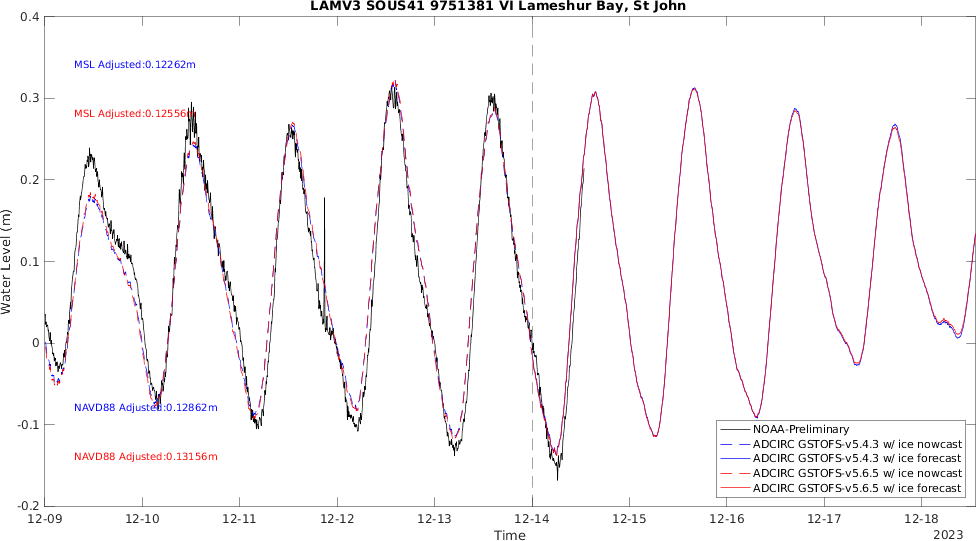 LAMV3 SOUS41 9751381 VI Lameshur Bay, St John
0.4
0.3
0.2
0.1
0
-0.1
-0.2
Water Level (m)
MSL Adjusted:0.12262m
MSL Adjusted:0.12556m
NAVD88 Adjusted:0.12862m
NAVD88 Adjusted:0.13156m
NOAA-Preliminary
ADCIRC GSTOFS-v5.4.3 w/ ice nowcast
ADCIRC GSTOFS-v5.4.3 w/ ice forecast
ADCIRC GSTOFS-v5.6.5 w/ ice nowcast
ADCIRC GSTOFS-v5.6.5 w/ ice forecast
12-09 12-10 12-11 12-12 12-13 12-14 12-15 12-16 12-17 12-18
Time
2023